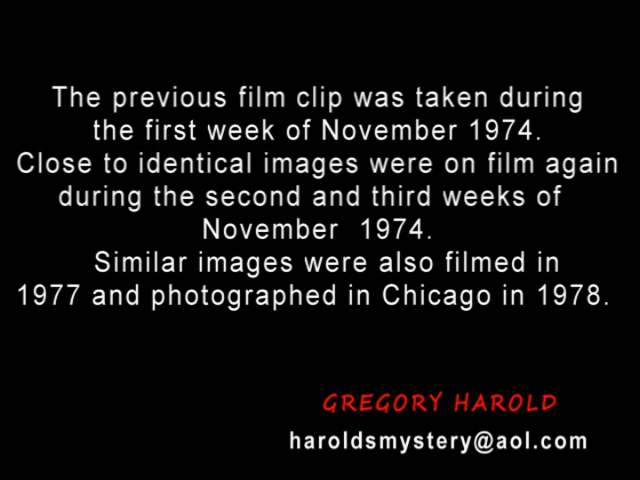 The previous film clip was taken during
the first week of November 1974.
Close to identical images were on film again
during the second and third weeks of
November 1974.
Similar images were also filmed in
1977 and photographed in Chicago in 1978.
GREGORY HAROLD
haroldsmystery@aol.com